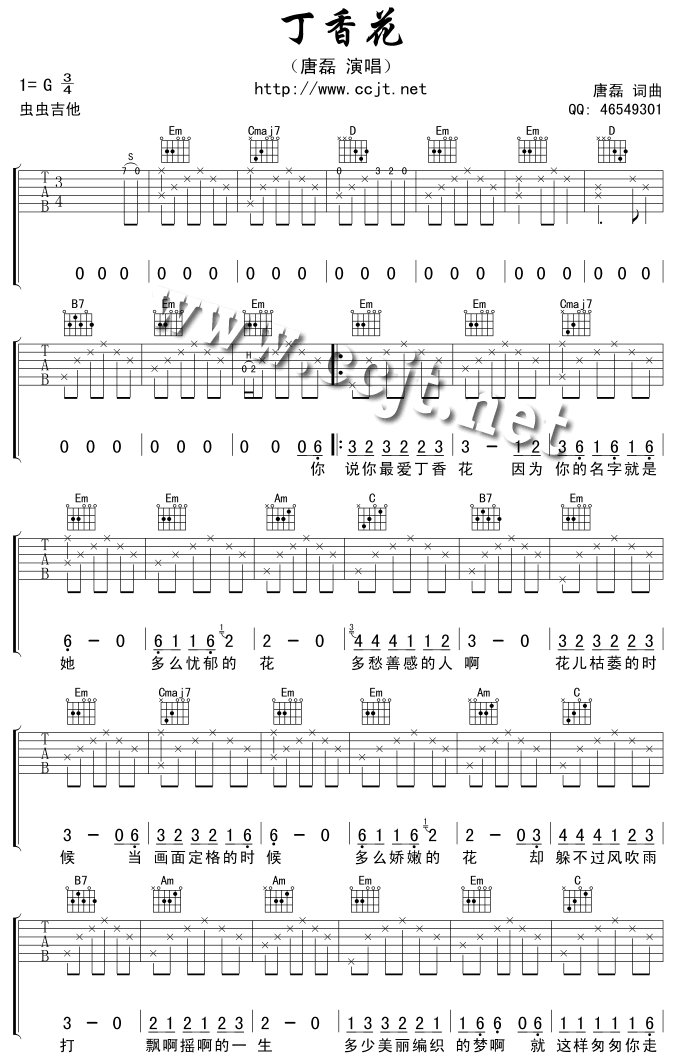 丁香花
（唐磊 演唱）
1= G 3/4
http://www.ccjt.net
唐磊 词曲
虫虫吉他
QQ: 46549301
Em Cmaj7 D Em Em D
S
7 0 0 3 2 0
T A B 3 4
0 0 0 0 0 0 0 0 0 0 0 0 0 0 0 0 0 0 0 0 0
B7 Em Em Em Em Cmaj7
www.ccjt.net
H
0 2
T A B
0 0 0 0 0 0 0 0 0 6 3 2 3 2 2 3 3 - 1 2 3 6 1 6 1 6
你 说你最爱丁香 花 因为 你的名字就是
Em Em Am C B7 Em
T A B
6 - 0 6 1 1 6 1 2 2 - 0 3 4 4 4 1 1 2 3 - 0 3 2 3 2 2 3
她 多么忧郁的 花 多愁善感的人 啊 花儿枯萎的时
Em Cmaj7 Em Em Am C
T A B
3 - 0 6 3 2 3 2 1 6 6 - 0 6 1 1 6 1 2 2 - 0 3 4 4 4 1 2 3
候 当 画面定格的时 候 多么娇嫩的 花 却 躲不过风吹雨
B7 Am Am Em Em C
T A B
3 - 0 2 1 2 1 2 3 2 - 0 3 2 3 2 1 6 6 6 0 6 2 1 2 1 2 1
打 飘啊摇啊的一 生 多少美丽编织 的梦啊 就 这样匆匆你走